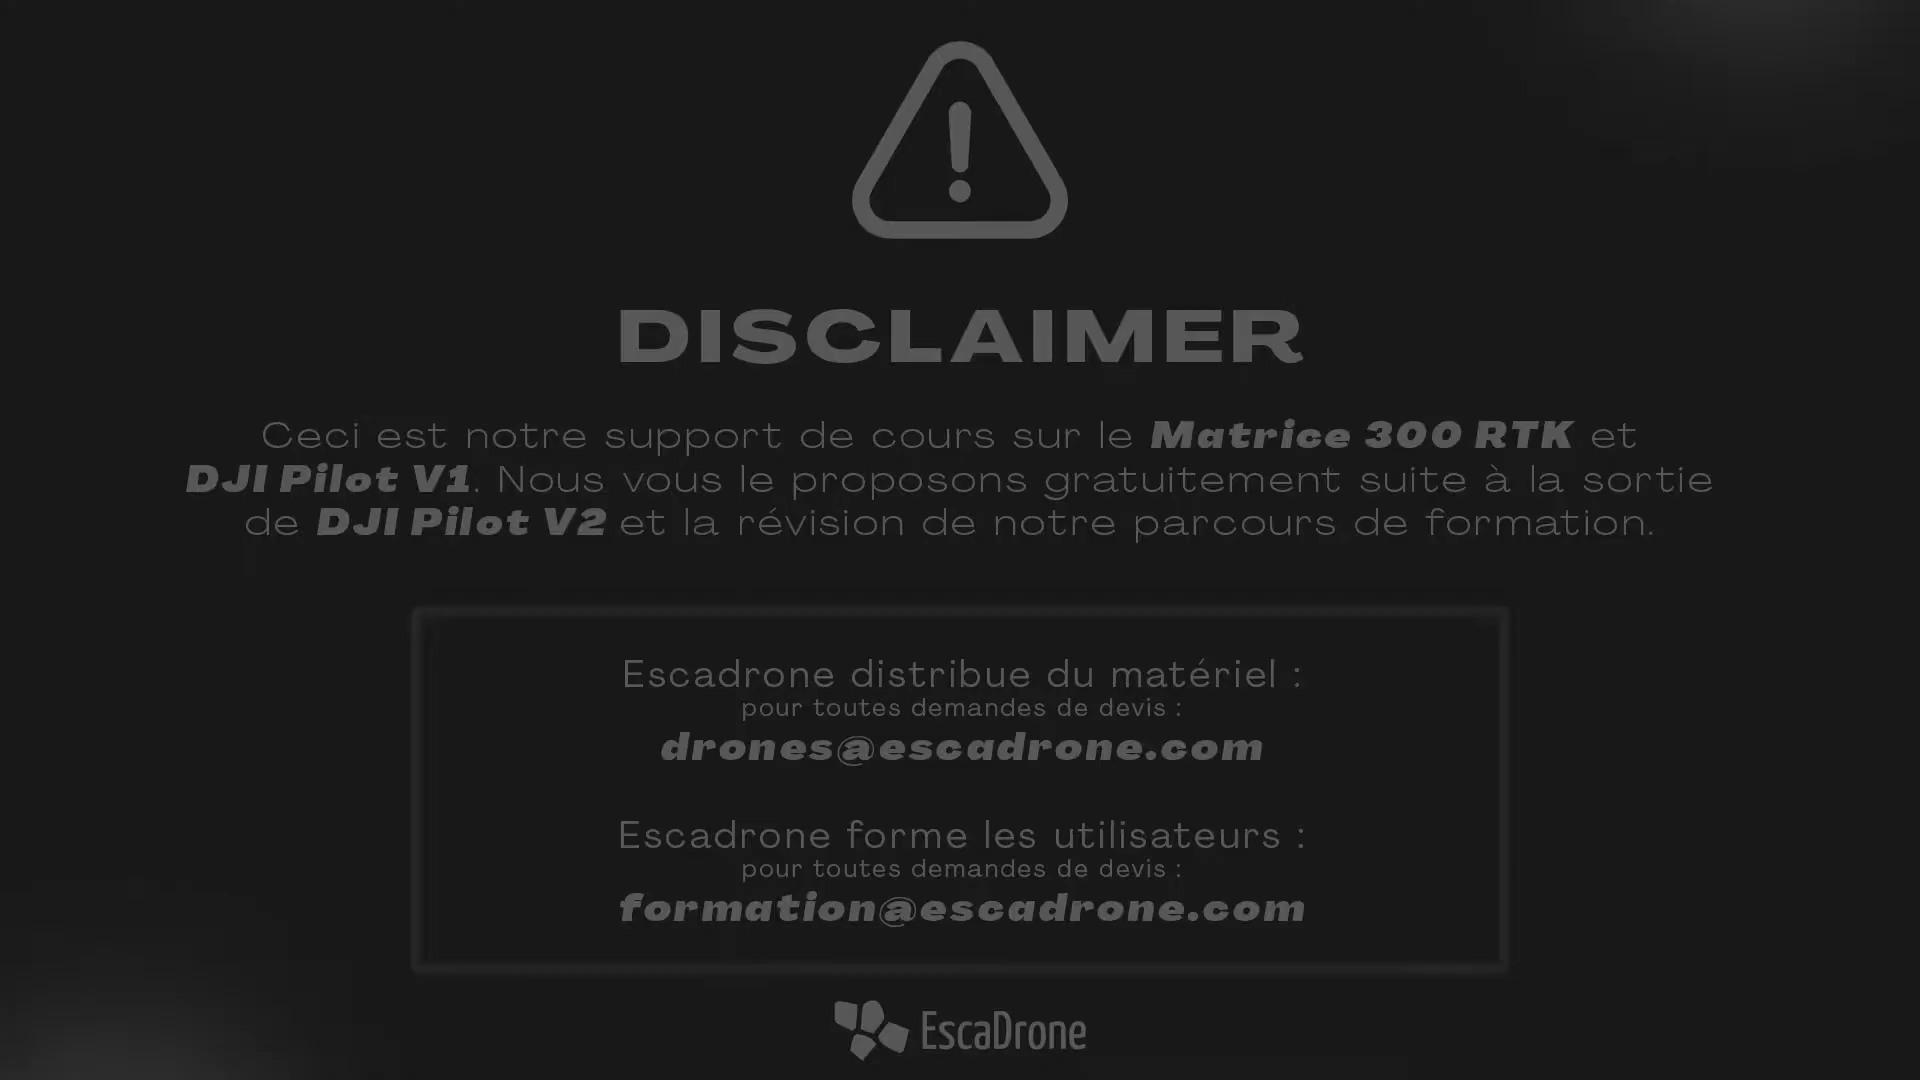 DISCLAIMER
Ceci est notre support de cours sur le Matrice 300 RTK et
DJI Pilot V1. Nous vous le proposons gratuitement suite à la sortie
de DJI Pilot V2 et la révision de notre parcours de formation.
Escadrone distribue du matériel :
pour toutes demandes de devis :
drones@escadrone.com
Escadrone forme les utilisateurs :
pour toutes demandes de devis :
formation@escadrone.com
EscaDrone